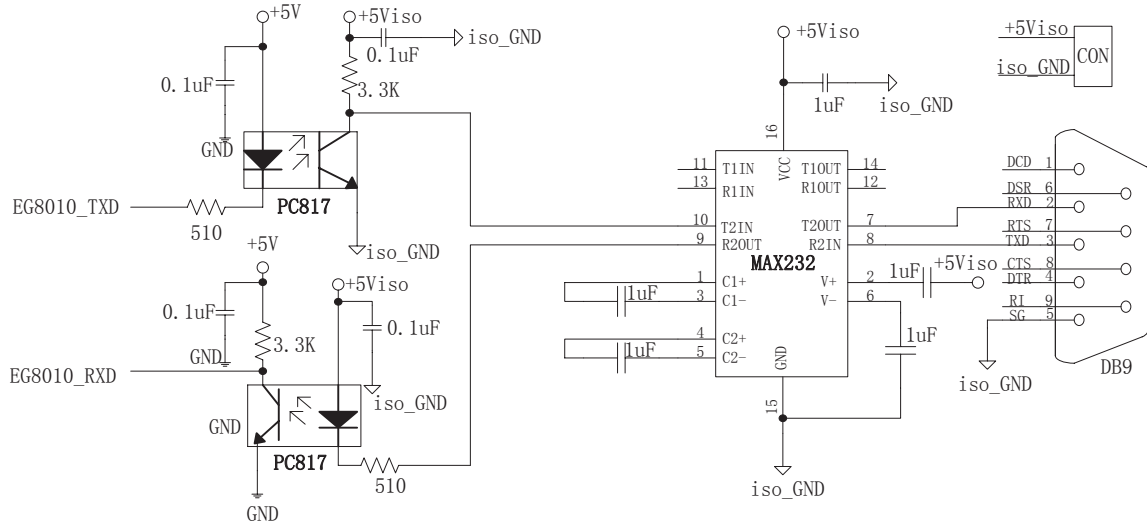 +5V
0.1uF
GND
EG8010_TXD
510
PC817
+5Viso
0.1uF
iso_GND
3.3K
iso_GND
+5V
0.1uF
GND
3.3K
EG8010_RXD
GND
GND
PC817
+5Viso
0.1uF
iso_GND
510
+5Viso
1uF
iso_GND
16
VCC
11 T1IN T1OUT 14
13 R1IN R1OUT 12
10 T2IN T2OUT 7
9 R2OUT R2IN 8
MAX232
1 C1+ V+ 2
3 C1- V- 6
4 C2+
5 C2-
GND
15
1uF
1uF
1uF
+5Viso
1uF
iso_GND
+5Viso
iso_GND
CON
DCD 1
DSR 6
RXD 2
RTS 7
TXD 3
CTS 8
DTR 4
RI 9
SG 5
iso_GND
DB9